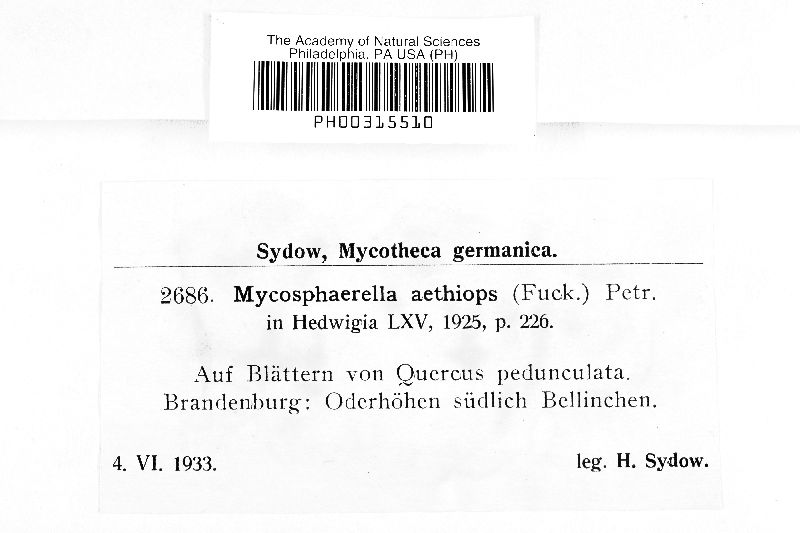 The Academy of Natural Sciences
Philadelphia, PA USA (PH)
PH00315510
Sydow, Mycotheca germanica.
2686. Mycosphaerella aethiops (Fuck.) Petr.
in Hedwigia LXV, 1925, p. 226.
Auf Blättern von Quercus pedunculata.
Brandenburg: Oderhöhen südlich Bellinchen.
4. VI. 1933. leg. H. Sydow.